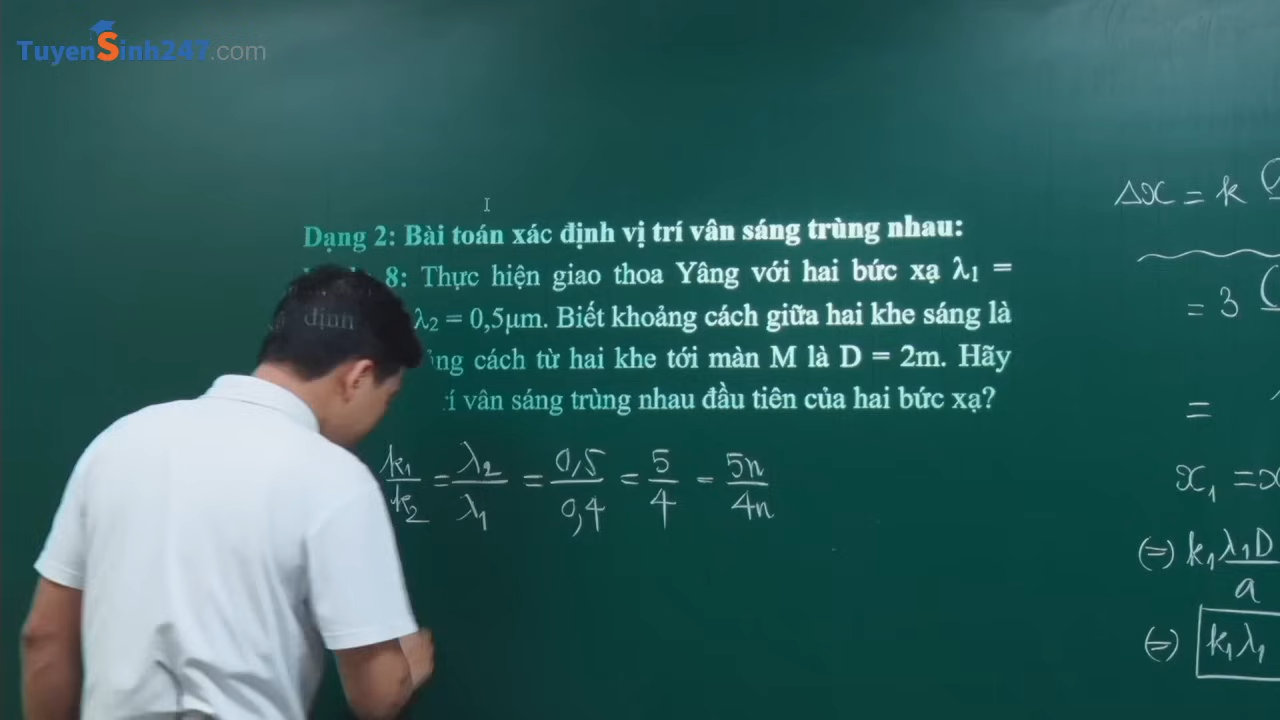 TuyenSinh247.com
Dạng 2: Bài toán xác định vị trí vân sáng trùng nhau:
8: Thực hiện giao thoa Yâng với hai bức xạ λ₁ =
λ₂ = 0,5μm. Biết khoảng cách giữa hai khe sáng là
cách từ hai khe tới màn M là D = 2m. Hãy
định
vân sáng trùng nhau đầu tiên của hai bức xạ?
k₁/k₂ = λ₂/λ₁ = 0,5/0,4 = 5/4 = 5n/4n
Δx = k
= 3
=
x₁ =
(=) k₁ λ₁D/a
(=) k₁λ₁